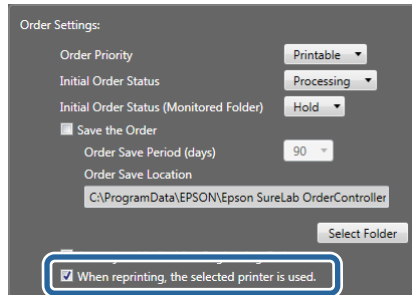 Order Settings:
Order Priority Printable
Initial Order Status Processing
Initial Order Status (Monitored Folder) Hold
Save the Order
Order Save Period (days) 90
Order Save Location
C:\ProgramData\EPSON\Epson SureLab OrderController
Select Folder
When reprinting, the selected printer is used.